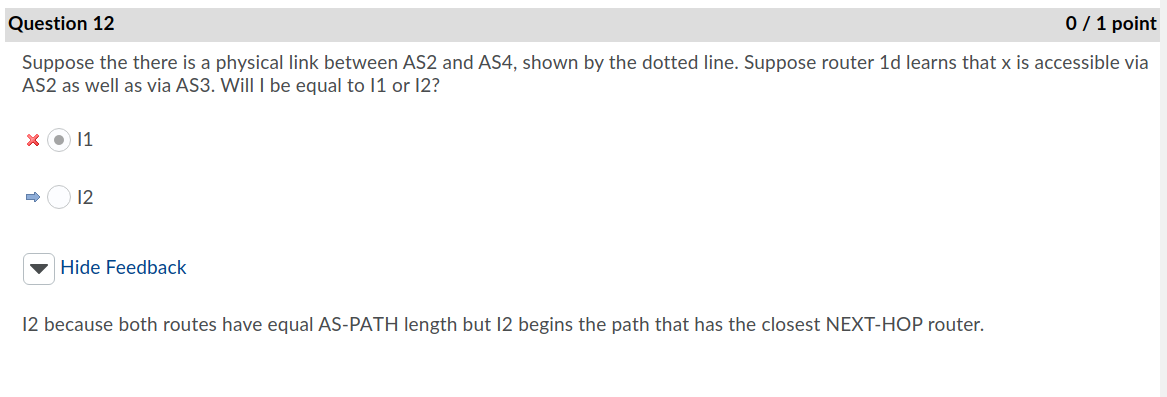 Question 12
0 / 1 point
Suppose the there is a physical link between AS2 and AS4, shown by the dotted line. Suppose router 1d learns that x is accessible via
AS2 as well as via AS3. Will I be equal to I1 or I2?
I1
I2
Hide Feedback
I2 because both routes have equal AS-PATH length but I2 begins the path that has the closest NEXT-HOP router.